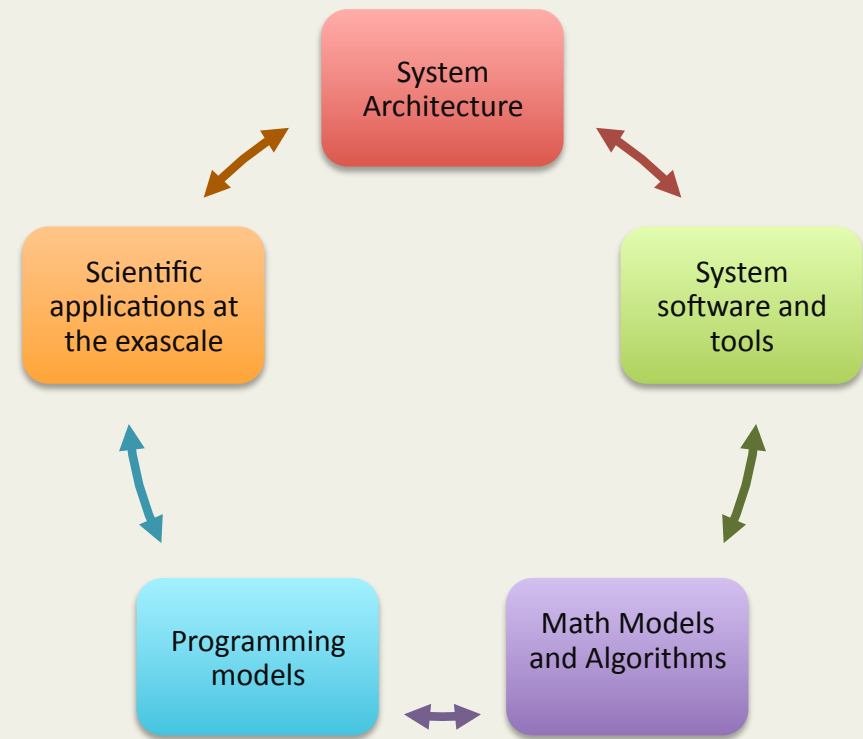 System
Architecture
Scientific
applications at
the exascale
System
software and
tools
Programming
models
Math Models
and Algorithms